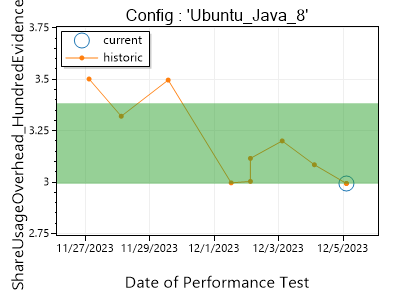 Config : 'Ubuntu_Java_8'
current
historic
ShareUsageOverhead_HundredEvidence
3.75
3.5
3.25
3
2.75
11/27/2023 11/29/2023 12/1/2023 12/3/2023 12/5/2023
Date of Performance Test